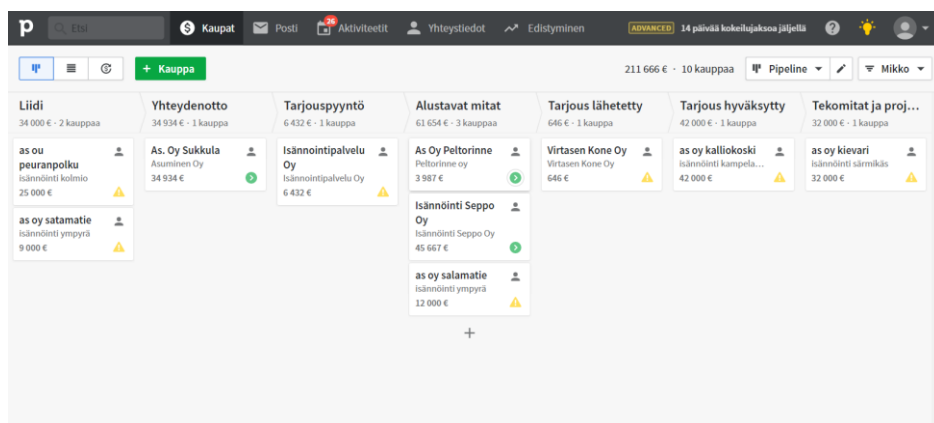 p
Etsi
Kaupat
Posti
26
Aktiviteetit
Yhteystiedot
Edistyminen
ADVANCED
14 päivää kokeilujaksoa jäljellä
?
+ Kauppa
211 666 € · 10 kauppaa
Pipeline
Mikko
Liidi
34 000 € - 2 kauppaa
as ou
peuranpolku
isännöinti kolmio
25 000 €
as oy satamatie
isännöinti ympyrä
9 000 €
Yhteydenotto
34 934 € - 1 kauppa
As. Oy Sukkula
Asuminen Oy
34 934 €
Tarjouspyyntö
6 432 € - 1 kauppa
Isännöintipalvelu
Oy
Isännöintipalvelu Oy
6 432 €
Alustavat mitat
61 654 € - 3 kauppaa
As Oy Peltorinne
Peltorinne oy
3 987 €
Isännöinti Seppo
Oy
Isännöinti Seppo Oy
45 667 €
as oy salamatie
isännöinti ympyrä
12 000 €
+
Tarjous lähetetty
646 € - 1 kauppa
Virtasen Kone Oy
Virtasen Kone Oy
646 €
Tarjous hyväksytty
42 000 € - 1 kauppa
as oy kalliokoski
isännöinti kampela...
42 000 €
Tekomitat ja proj...
32 000 € - 1 kauppa
as oy kievari
isännöinti särmikäs
32 000 €